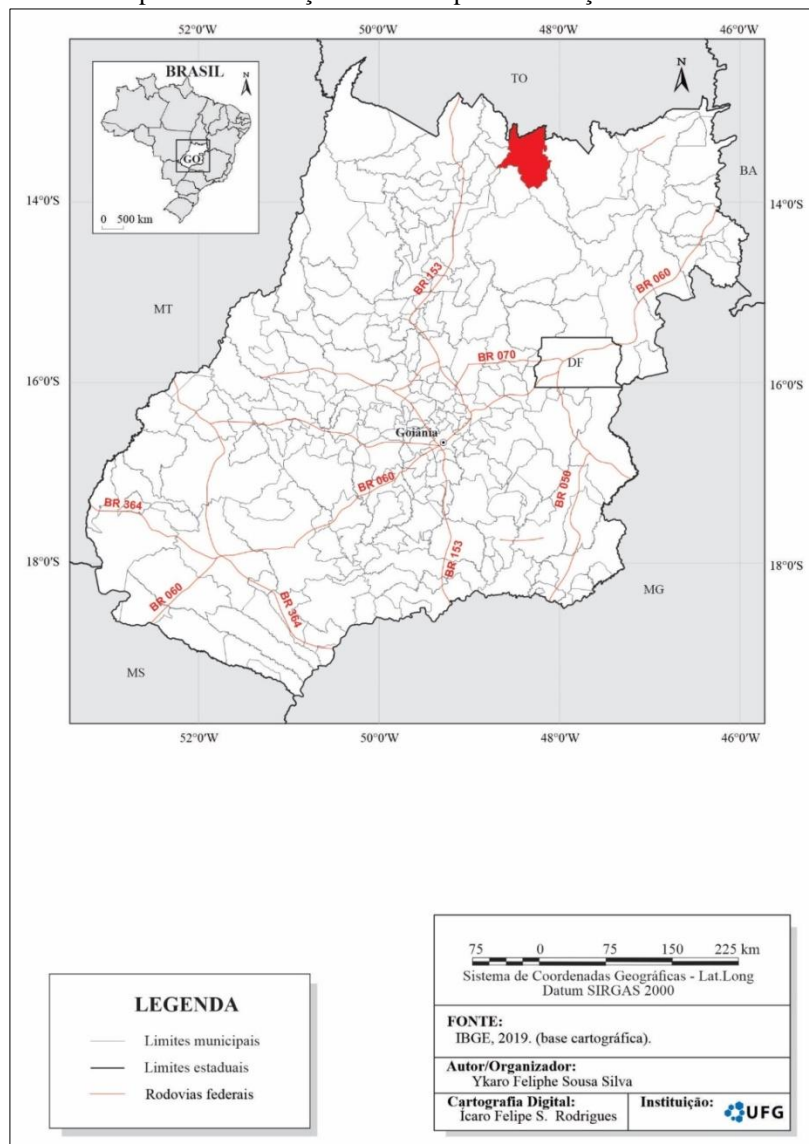 52°W
50°0'W
48°0'W
46°0'W
BRASIL
N
GO
0 500 km
TO
N
BA
14°0'S
14°0'S
BR 153
BR 060
MT
BR 070
DF
16°0'S
16°0'S
Goiânia
BR 060
BR 050
BR 364
18°0'S
18°0'S
BR 153
BR 060
BR 364
MG
MS
52°0'W
50°0'W
48°0'W
46°0'W
LEGENDA
Limites municipais
Limites estaduais
Rodovias federais
75 0 75 150 225 km
Sistema de Coordenadas Geográficas - Lat.Long
Datum SIRGAS 2000
FONTE:
IBGE, 2019. (base cartográfica).
Autor/Organizador:
Ykaro Feliphe Sousa Silva
Cartografia Digital:
Ícaro Felipe S. Rodrigues
Instituição:
UFG